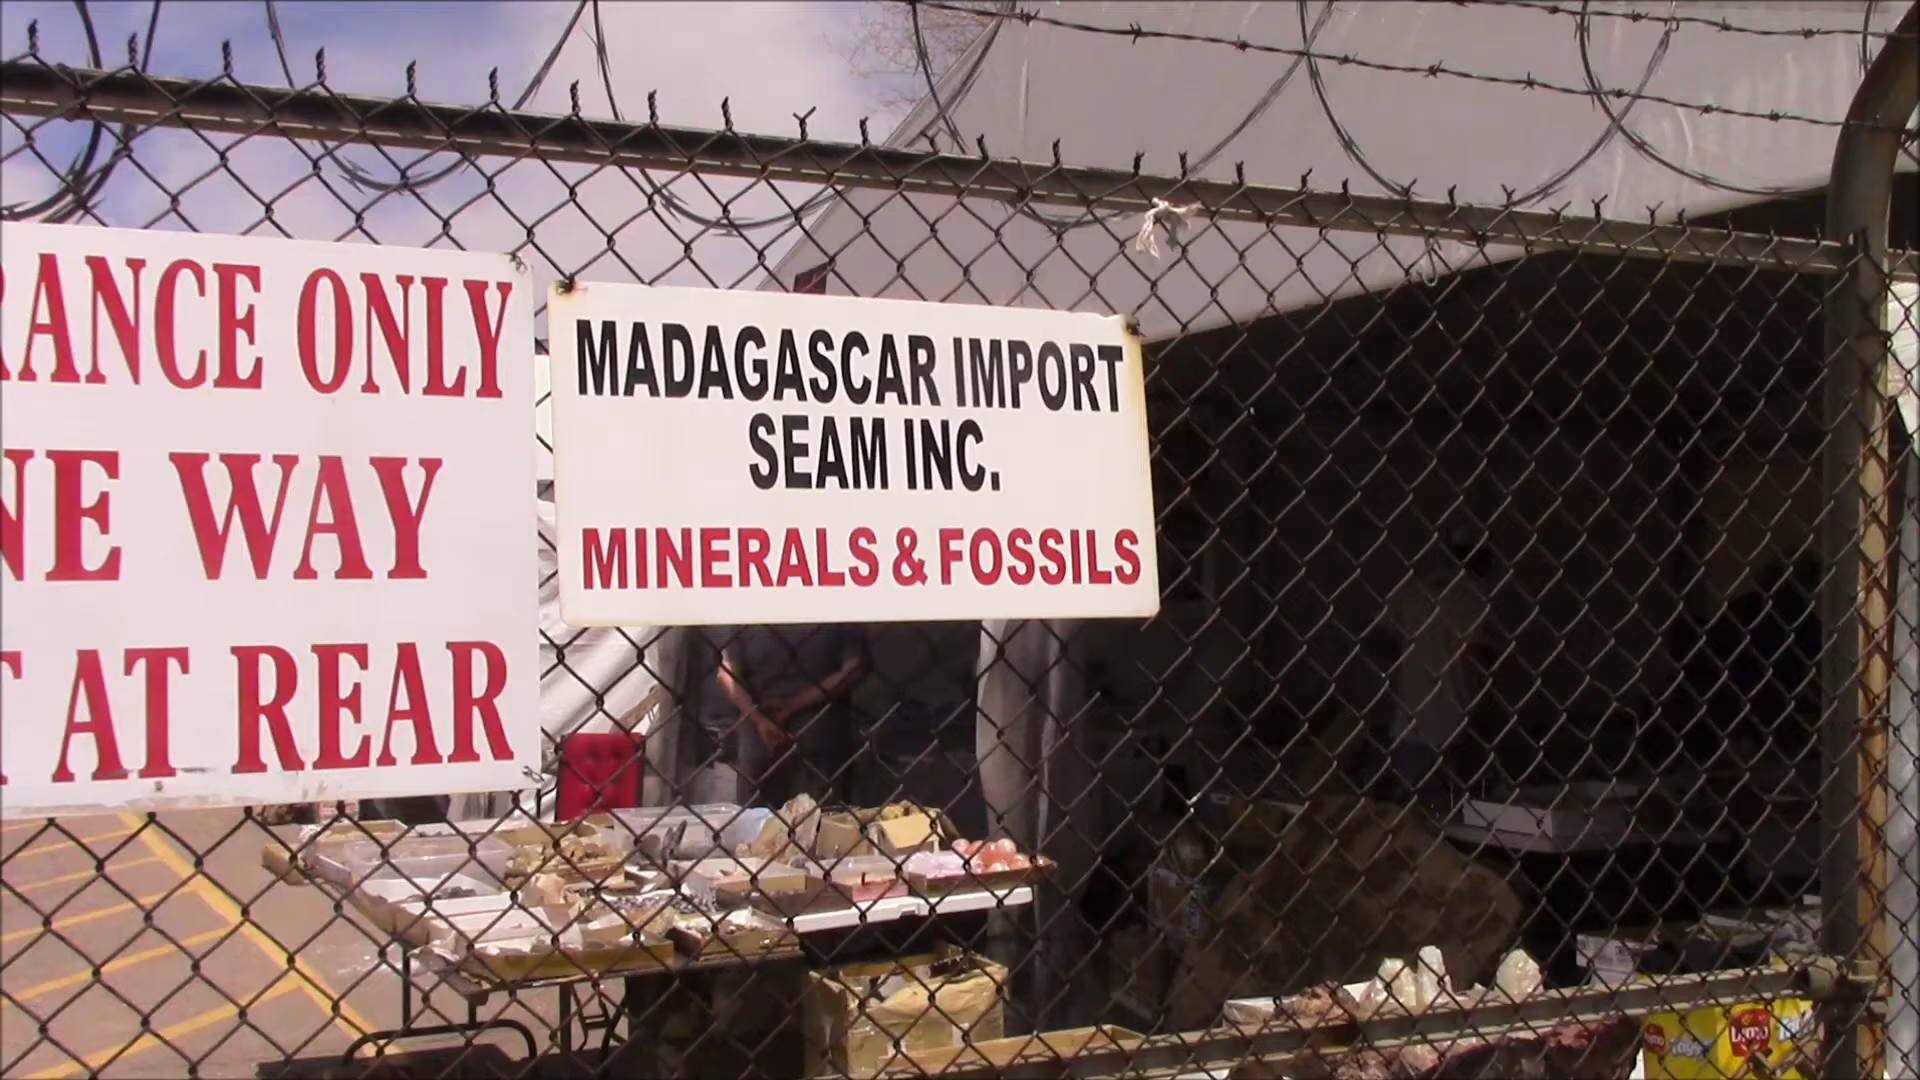 RANCE ONLY
NE WAY
AT REAR
MADAGASCAR IMPORT
SEAM INC.
MINERALS & FOSSILS